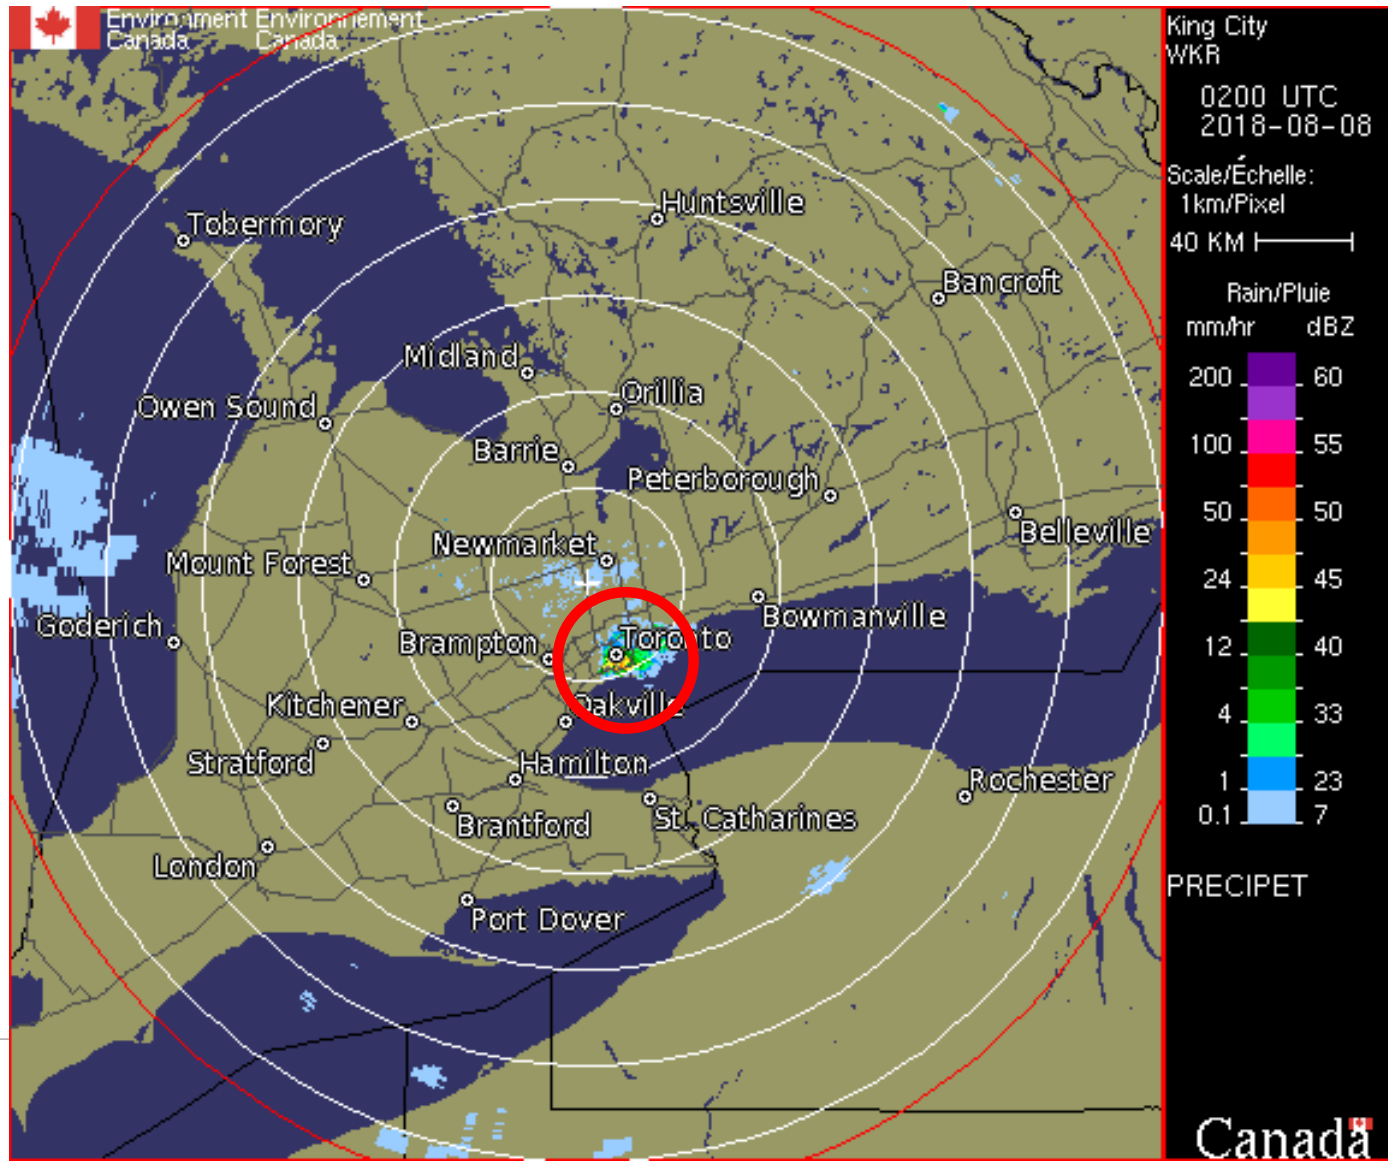 Environment Environnement
Canada Canada
King City
WKR
0200 UTC
2018-08-08
Scale/Échelle:
1km/Pixel
40 KM
Rain/Pluie
mm/hr dBZ
200 60
100 55
50 50
24 45
12 40
4 33
1 23
0.1 7
PRECIPET
Canada
Huntsville
Tobermory
Bancroft
Midland
Orillia
Owen Sound
Barrie
Peterborough
Belleville
Newmarket
Mount Forest
Bowmanville
Goderich
Brampton
Toronto
Kitchener
Oakville
Stratford
Hamilton
Rochester
Brantford
St. Catharines
London
Port Dover